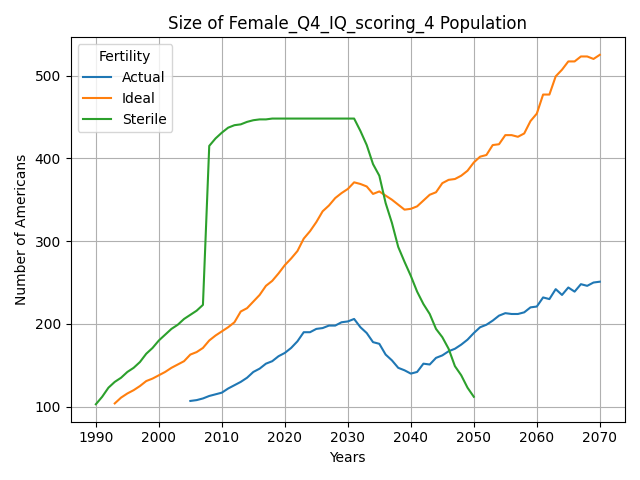 Size of Female_Q4_IQ_scoring_4 Population
Fertility
Actual
Ideal
Sterile
Number of Americans
500
400
300
200
100
1990
2000
2010
2020
2030
2040
2050
2060
2070
Years